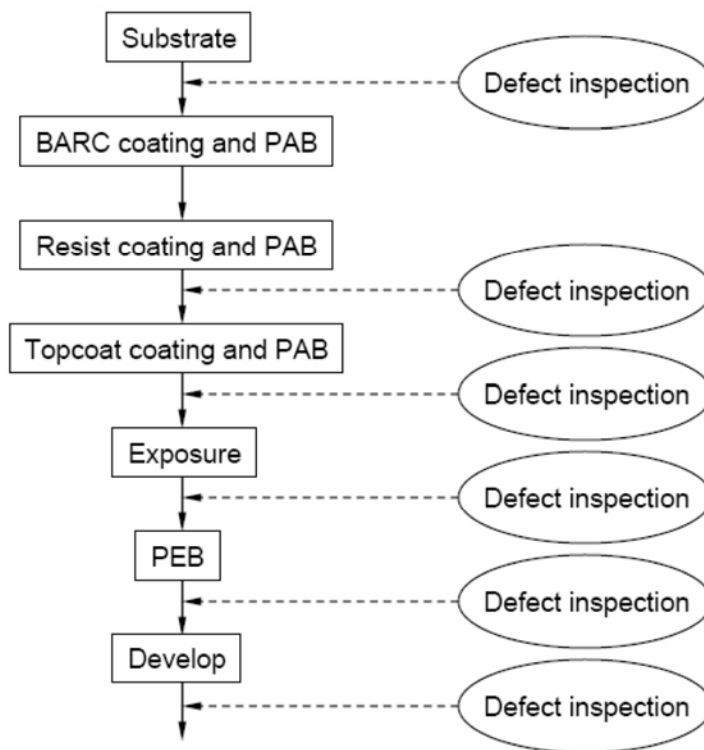 Substrate
Defect inspection
BARC coating and PAB
Resist coating and PAB
Defect inspection
Topcoat coating and PAB
Defect inspection
Exposure
Defect inspection
PEB
Defect inspection
Develop
Defect inspection